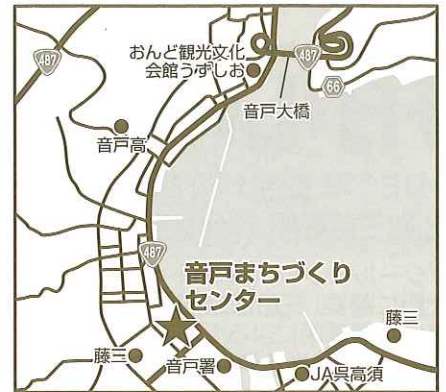 487
おんど観光文化
会館うずしお
487
66
音戸大橋
音戸高
487
音戸まちづくり
センター
藤三
藤三
音戸署
JA呉高須